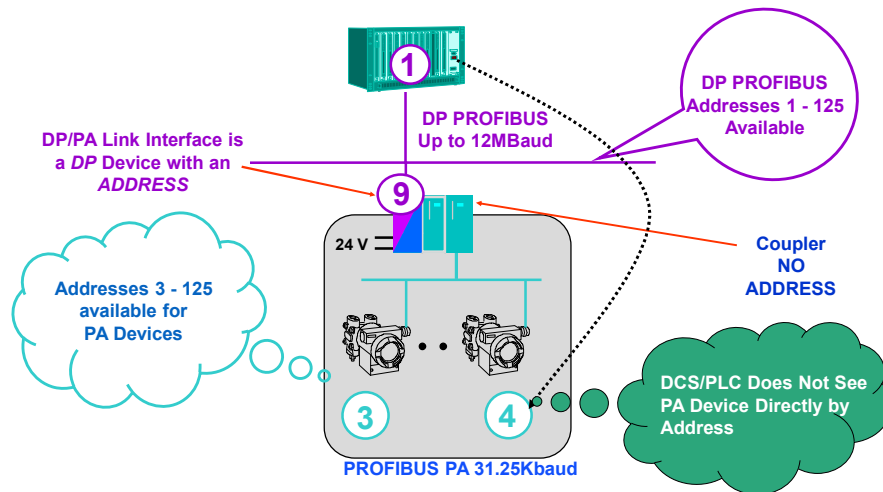 1
DP PROFIBUS
Up to 12MBaud
DP PROFIBUS
Addresses 1 - 125
Available
DP/PA Link Interface is
a DP Device with an
ADDRESS
9
24 V
Coupler
NO
ADDRESS
Addresses 3 - 125
available for
PA Devices
3
4
DCS/PLC Does Not See
PA Device Directly by
Address
PROFIBUS PA 31.25Kbaud